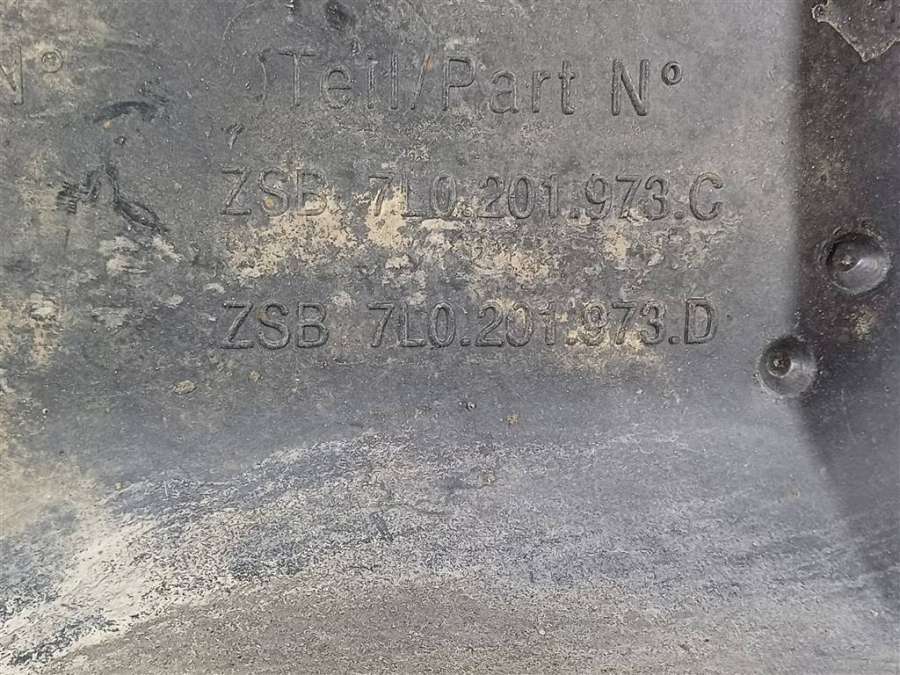 N° )Teil/Part N°
ZSB 7L0.201.973.C
ZSB 7L0.201.973.D